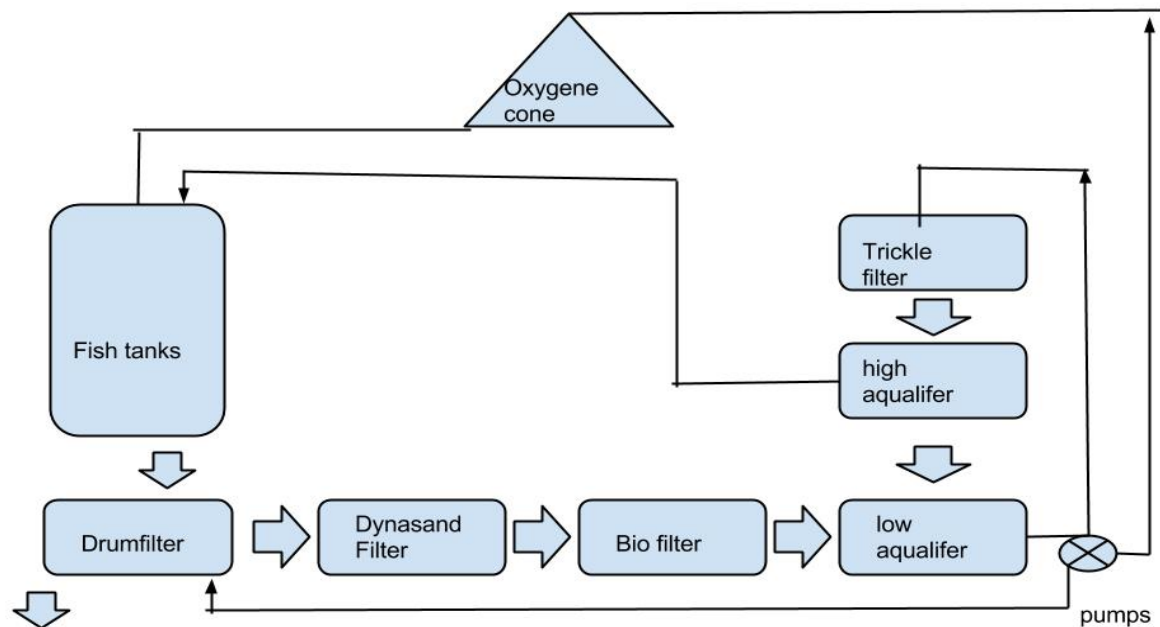 Oxygene
cone
Trickle
filter
Fish tanks
high
aqualifer
Drumfilter
Dynasand
Filter
Bio filter
low
aqualifer
pumps